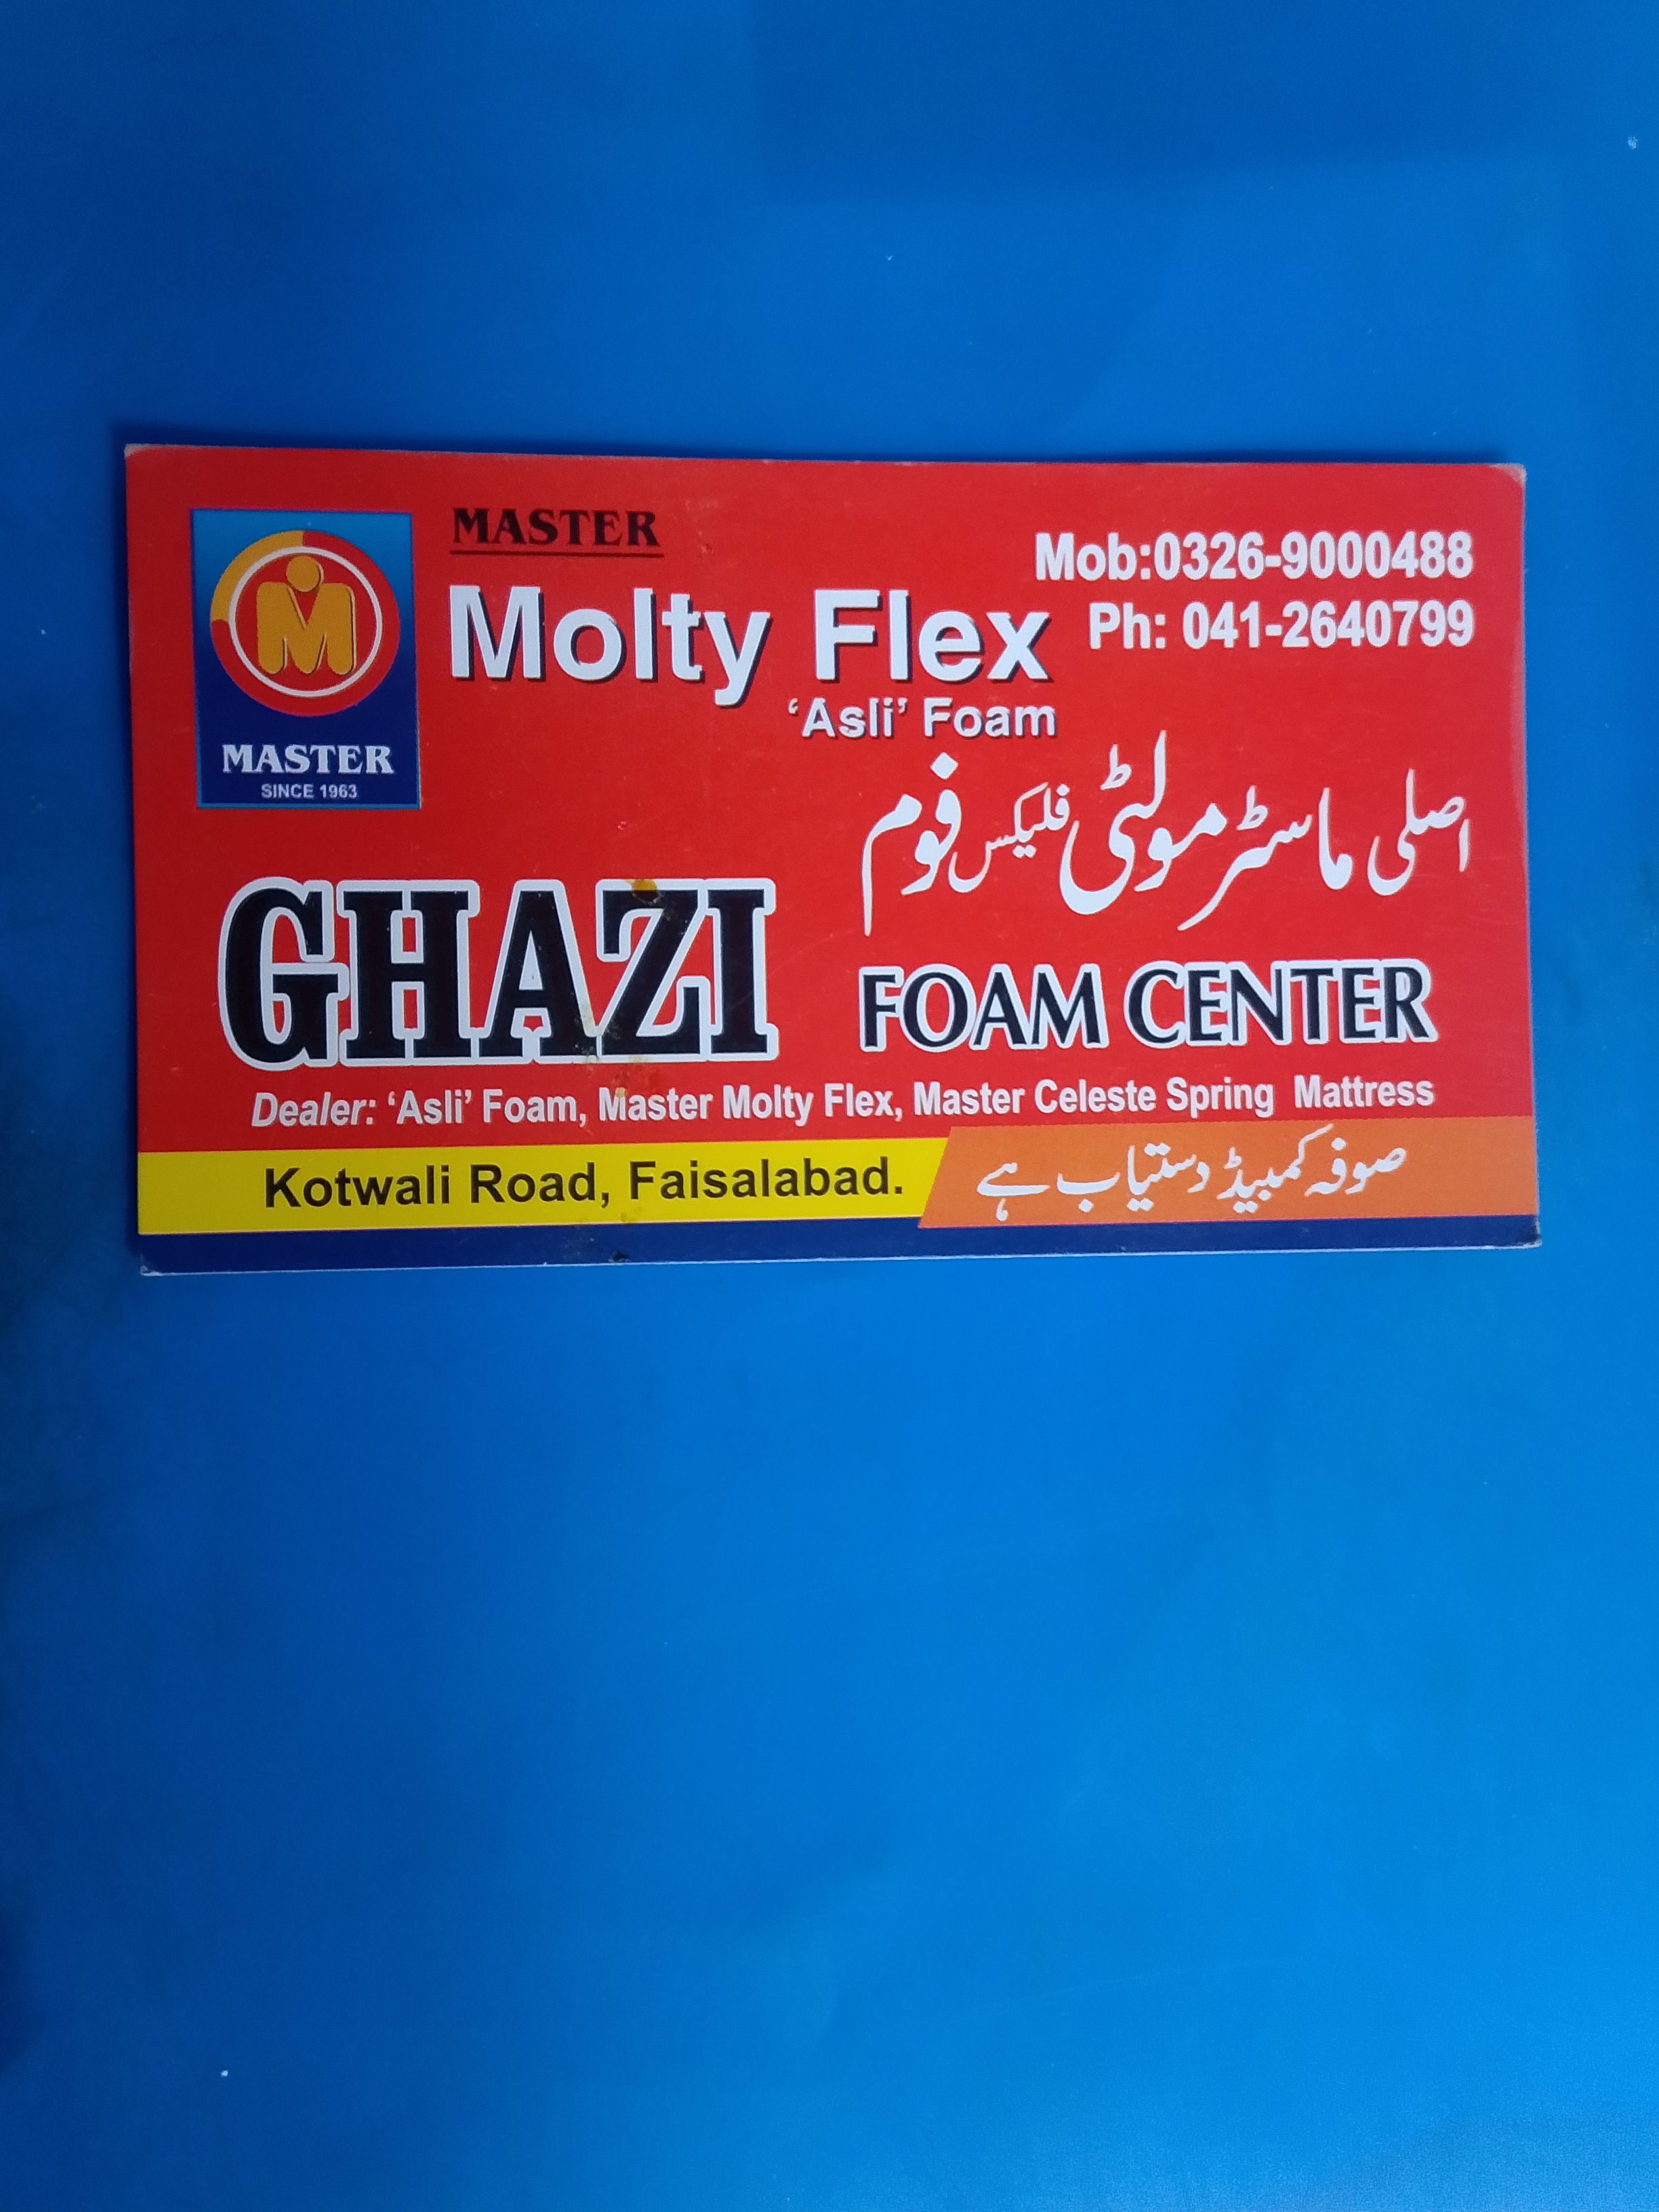 MASTER
SINCE 1963
MASTER
Molty Flex
'Asli' Foam
Mob:0326-9000488
Ph: 041-2640799
اصلی ماسٹر مولٹی فلیکس فوم
GHAZI FOAM CENTER
Dealer: 'Asli' Foam, Master Molty Flex, Master Celeste Spring Mattress
Kotwali Road, Faisalabad.
صوفہ کمبیڈ دستیاب ہے